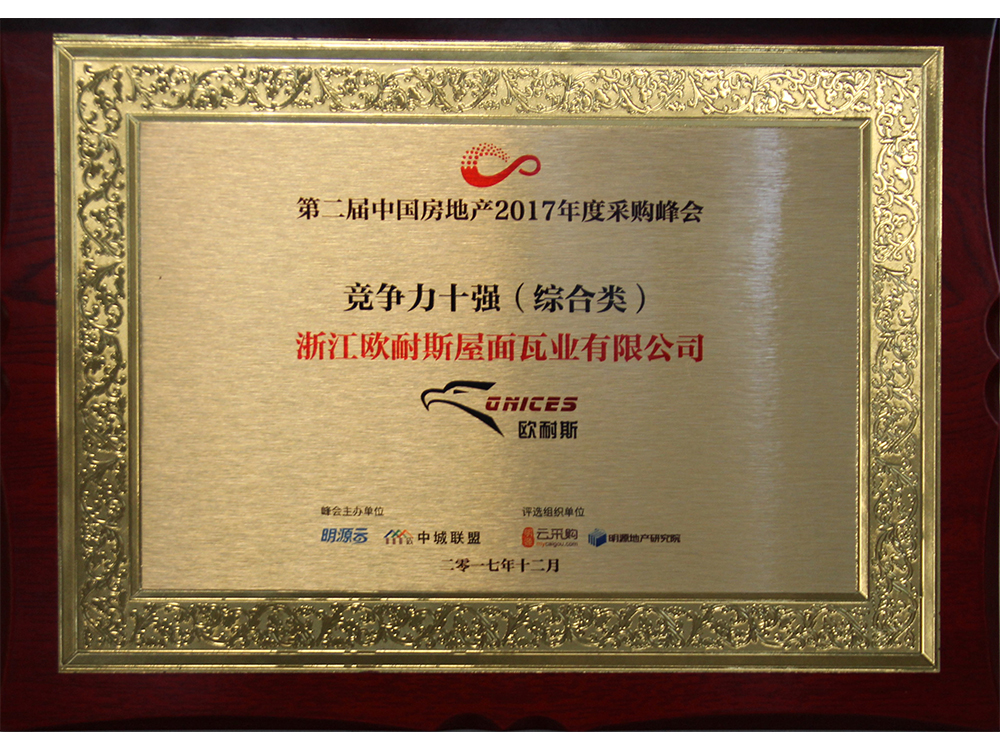 第二届中国房地产2017年度采购峰会
竞争力十强（综合类）
浙江欧耐斯屋面瓦业有限公司
ONICES
欧耐斯
峰会主办单位
评选组织单位
明源云 中城联盟
云采购 明源地产研究院
二零一七年十二月